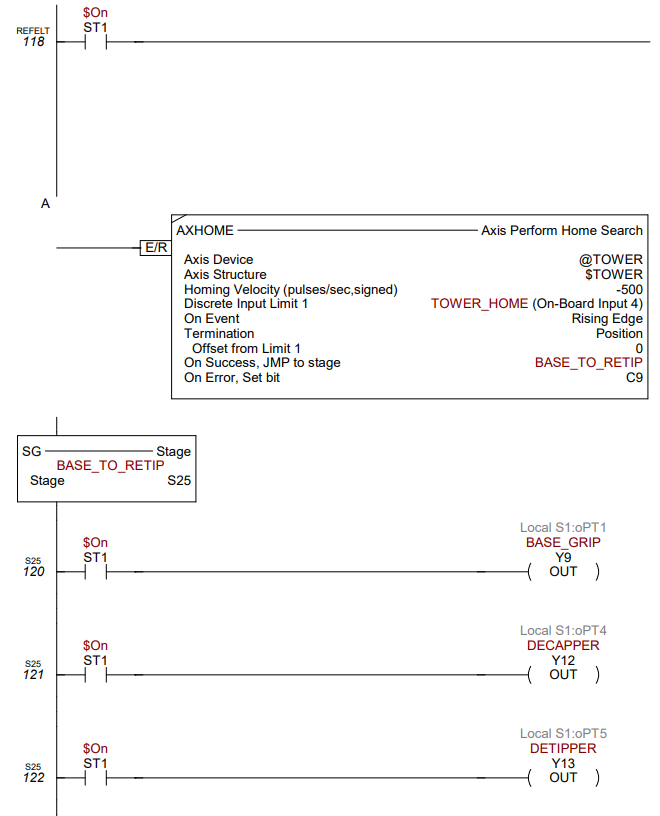 $On
REFELT ST1
118
A
AXHOME Axis Perform Home Search
E/R
Axis Device @TOWER
Axis Structure $TOWER
Homing Velocity (pulses/sec,signed) -500
Discrete Input Limit 1 TOWER_HOME (On-Board Input 4)
On Event Rising Edge
Termination Position
Offset from Limit 1 0
On Success, JMP to stage BASE_TO_RETIP
On Error, Set bit C9
SG Stage
BASE_TO_RETIP
Stage S25
Local S1:oPT1
$On BASE_GRIP
S25 ST1 Y9
120 OUT
Local S1:oPT4
$On DECAPPER
S25 ST1 Y12
121 OUT
Local S1:oPT5
$On DETIPPER
S25 ST1 Y13
122 OUT